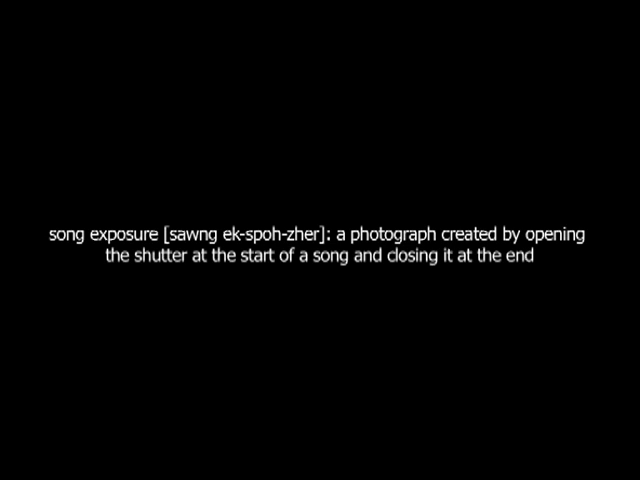 song exposure [sawng ek-spoh-zher]: a photograph created by opening
the shutter at the start of a song and closing it at the end